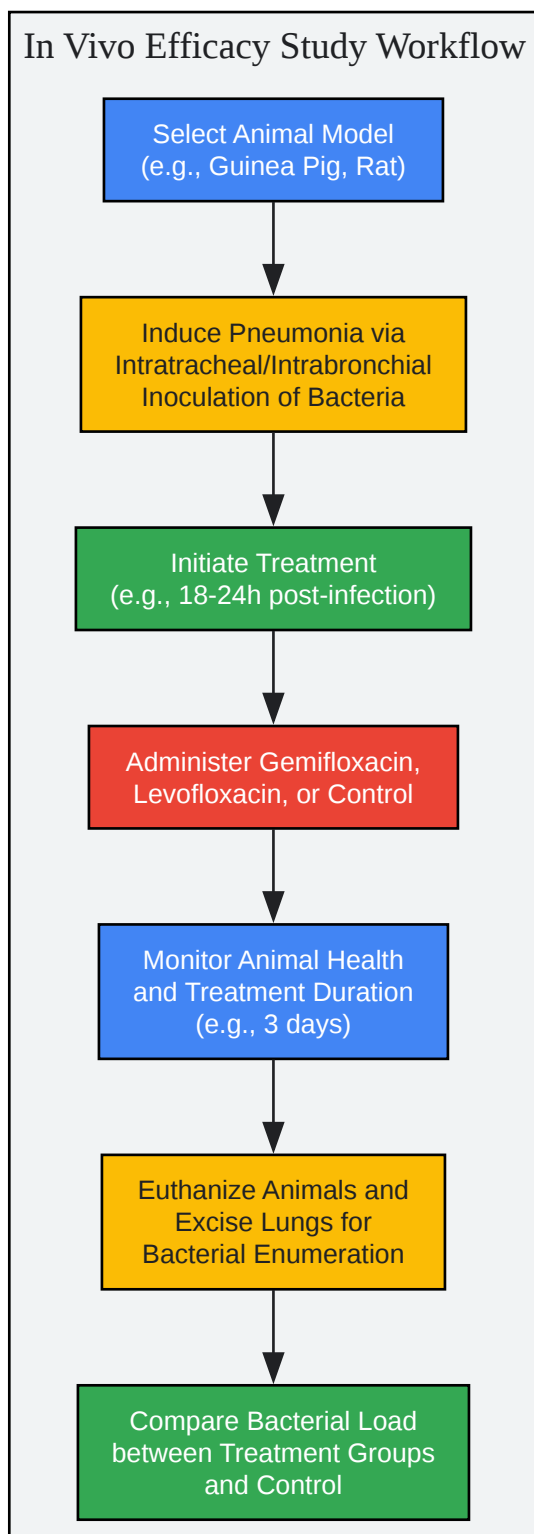 In Vivo Efficacy Study Workflow
Select Animal Model
(e.g., Guinea Pig, Rat)
Induce Pneumonia via
Intratracheal/Intrabronchial
Inoculation of Bacteria
Initiate Treatment
(e.g., 18-24h post-infection)
Administer Gemifloxacin,
Levofloxacin, or Control
Monitor Animal Health
and Treatment Duration
(e.g., 3 days)
Euthanize Animals and
Excise Lungs for
Bacterial Enumeration
Compare Bacterial Load
between Treatment Groups
and Control